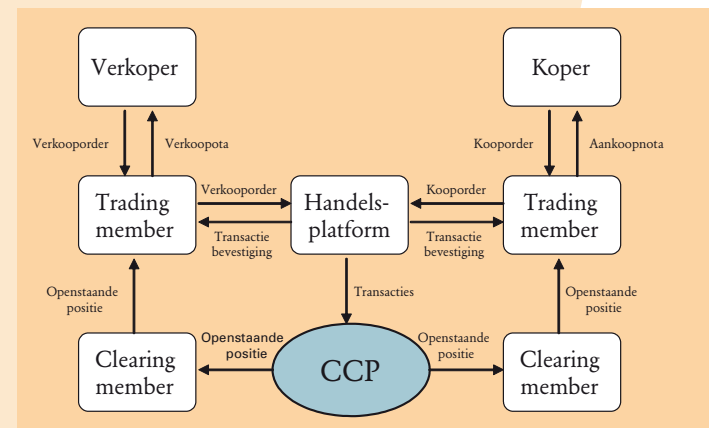 Verkoper
Koper
Verkooporder
Verkoopota
Kooporder
Aankoopnota
Trading
member
Verkooporder
Transactie
bevestiging
Handels-
platform
Kooporder
Transactie
bevestiging
Trading
member
Openstaande
positie
Transacties
Openstaande
positie
Clearing
member
Openstaande
positie
CCP
Openstaande
positie
Clearing
member